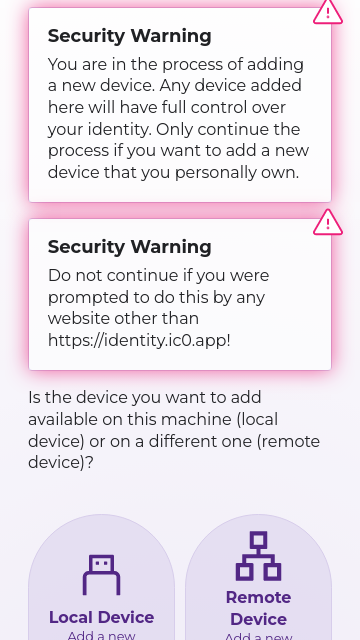 Security Warning
You are in the process of adding
a new device. Any device added
here will have full control over
your identity. Only continue the
process if you want to add a new
device that you personally own.
Security Warning
Do not continue if you were
prompted to do this by any
website other than
https://identity.ic0.app!
Is the device you want to add
available on this machine (local
device) or on a different one (remote
device)?
Local Device
Add a new
Remote
Device
Add a new